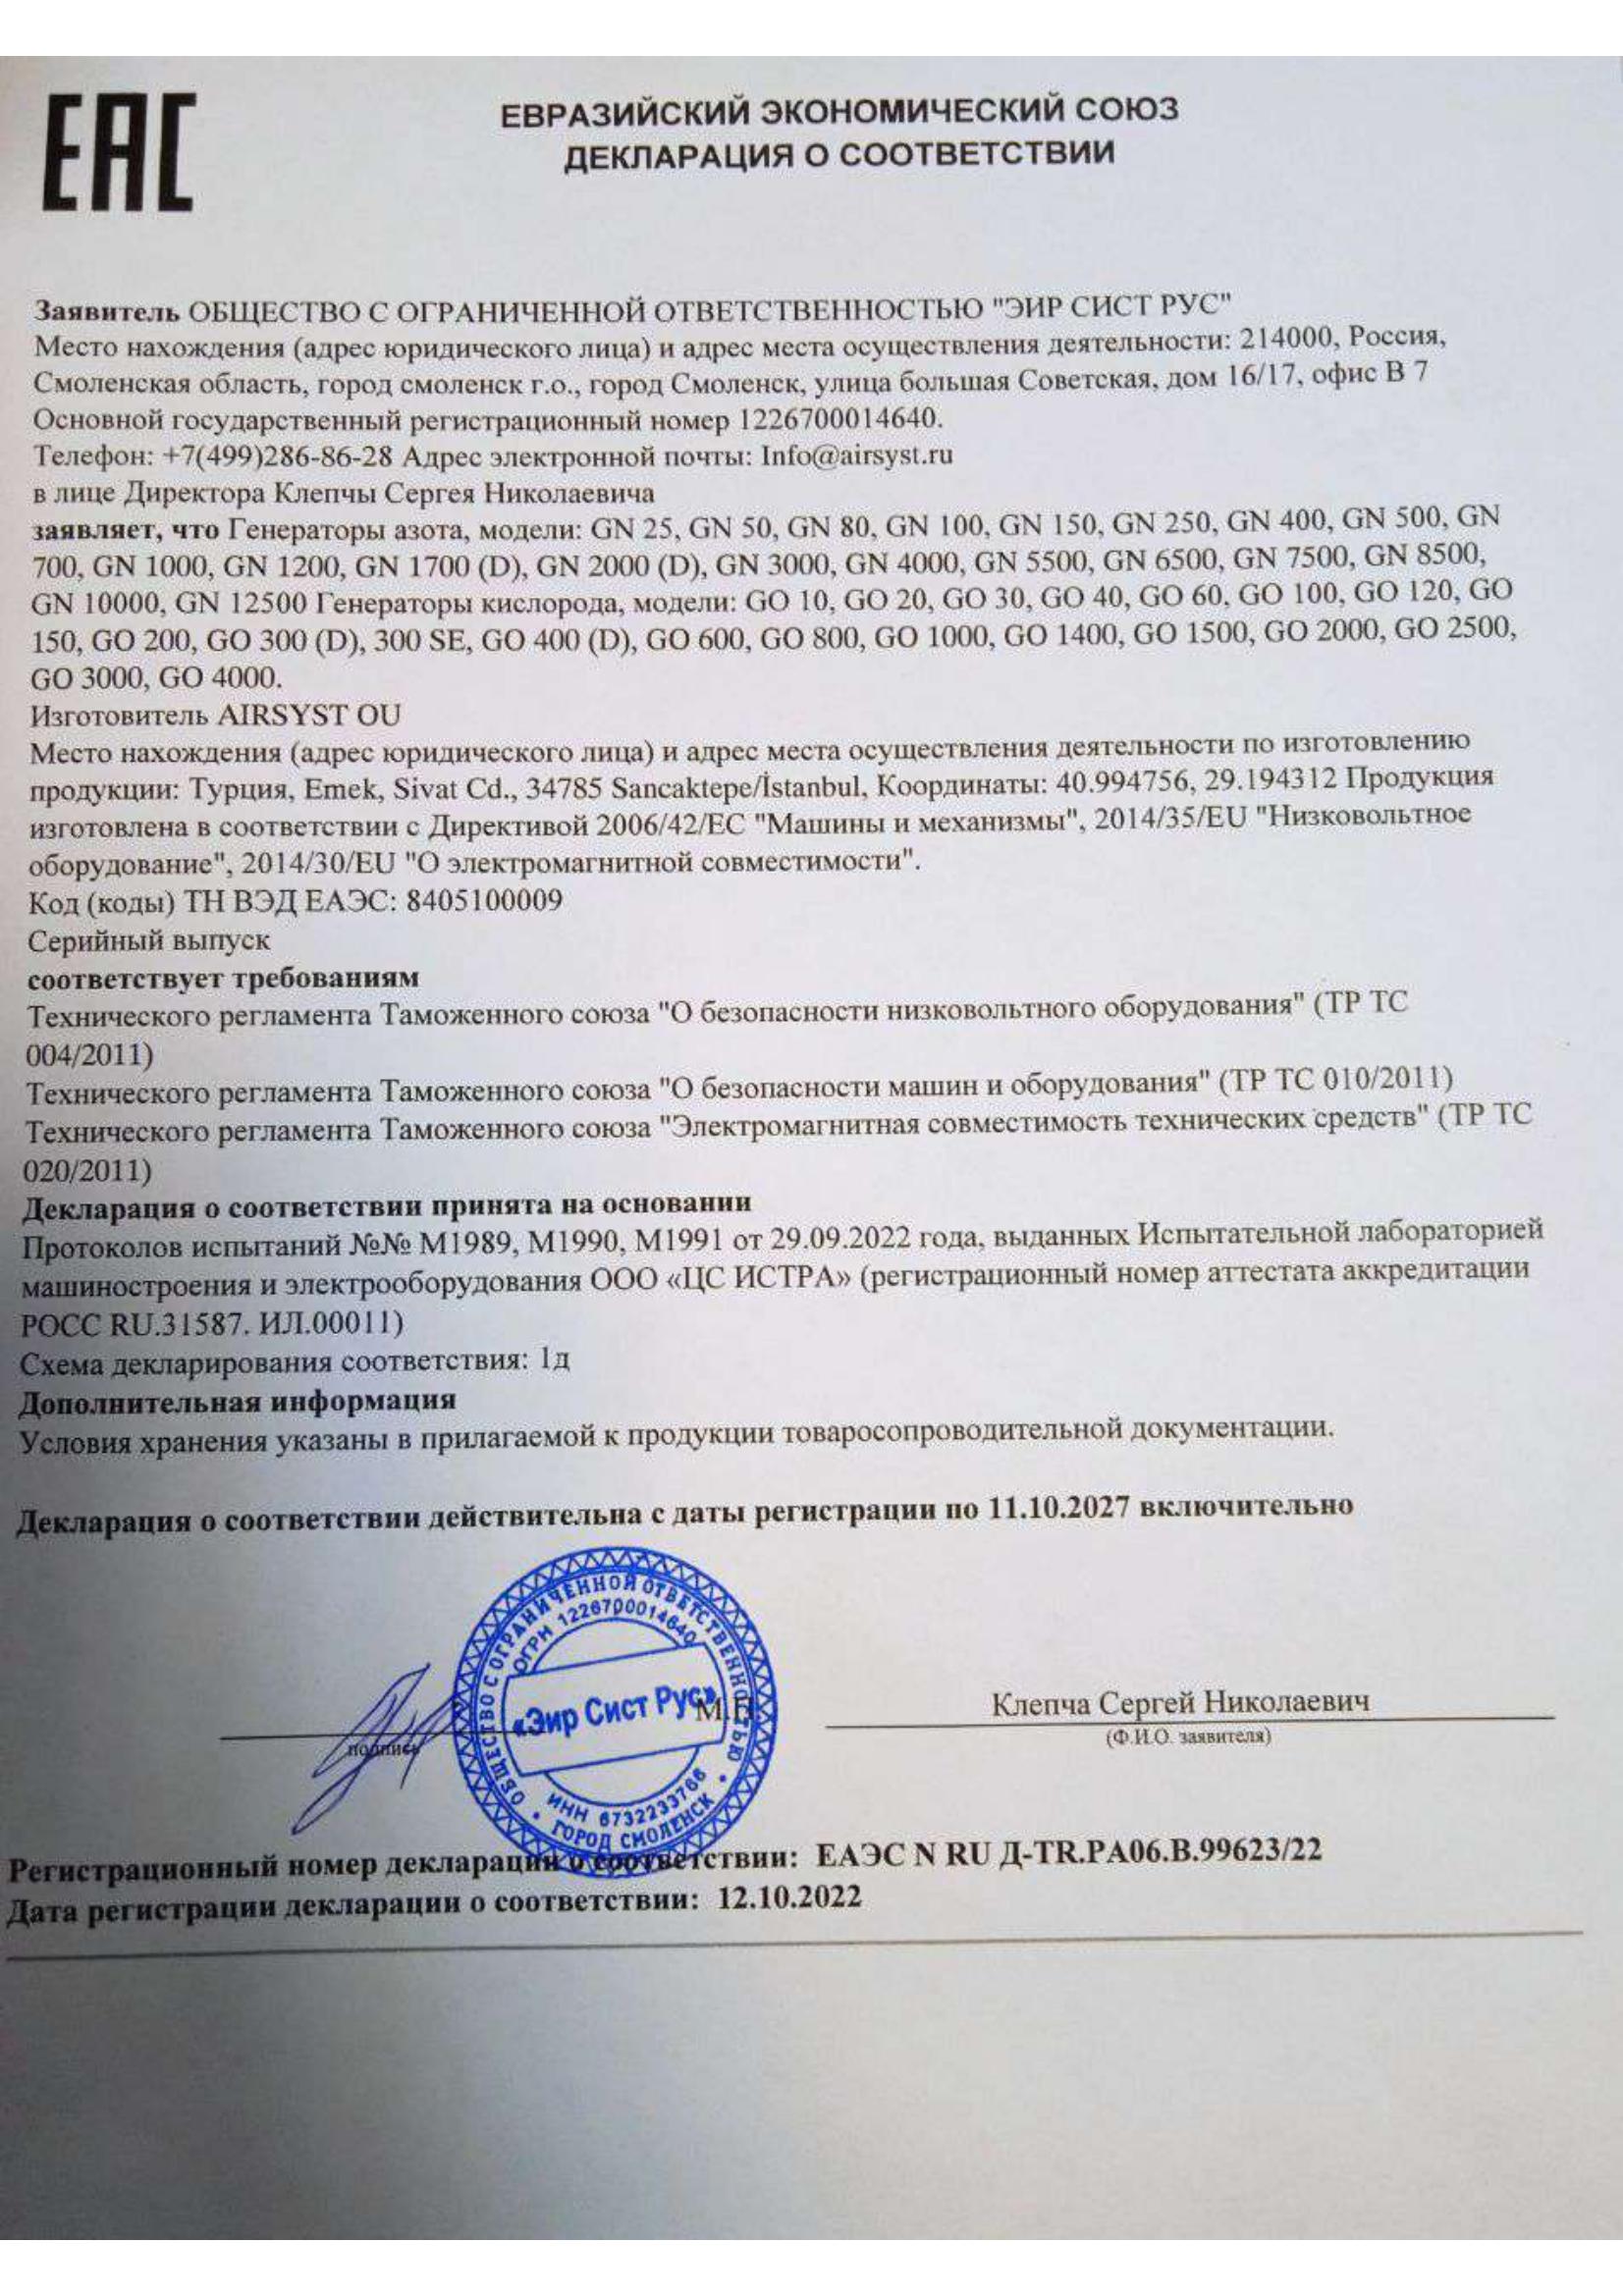 EAC
ЕВРАЗИЙСКИЙ ЭКОНОМИЧЕСКИЙ СОЮЗ
ДЕКЛАРАЦИЯ О СООТВЕТСТВИИ
Заявитель ОБЩЕСТВО С ОГРАНИЧЕННОЙ ОТВЕТСТВЕННОСТЬЮ "ЭИР СИСТ РУС"
Место нахождения (адрес юридического лица) и адрес места осуществления деятельности: 214000, Россия,
Смоленская область, город смоленск г.о., город Смоленск, улица большая Советская, дом 16/17, офис В 7
Основной государственный регистрационный номер 1226700014640.
Телефон: +7(499)286-86-28 Адрес электронной почты: Info@airsyst.ru
в лице Директора Клепчы Сергея Николаевича
заявляет, что Генераторы азота, модели: GN 25, GN 50, GN 80, GN 100, GN 150, GN 250, GN 400, GN 500, GN
700, GN 1000, GN 1200, GN 1700 (D), GN 2000 (D), GN 3000, GN 4000, GN 5500, GN 6500, GN 7500, GN 8500,
GN 10000, GN 12500 Генераторы кислорода, модели: GO 10, GO 20, GO 30, GO 40, GO 60, GO 100, GO 120, GO
150, GO 200, GO 300 (D), 300 SE, GO 400 (D), GO 600, GO 800, GO 1000, GO 1400, GO 1500, GO 2000, GO 2500,
GO 3000, GO 4000.
Изготовитель AIRSYST OU
Место нахождения (адрес юридического лица) и адрес места осуществления деятельности по изготовлению
продукции: Турция, Emek, Sivat Cd., 34785 Sancaktepe/İstanbul, Координаты: 40.994756, 29.194312 Продукция
изготовлена в соответствии с Директивой 2006/42/EC "Машины и механизмы", 2014/35/EU "Низковольтное
оборудование", 2014/30/EU "О электромагнитной совместимости".
Код (коды) ТН ВЭД ЕАЭС: 8405100009
Серийный выпуск
соответствует требованиям
Технического регламента Таможенного союза "О безопасности низковольтного оборудования" (ТР ТС
004/2011)
Технического регламента Таможенного союза "О безопасности машин и оборудования" (ТР ТС 010/2011)
Технического регламента Таможенного союза "Электромагнитная совместимость технических средств" (ТР ТС
020/2011)
Декларация о соответствии принята на основании
Протоколов испытаний №№ М1989, М1990, М1991 от 29.09.2022 года, выданных Испытательной лабораторией
машиностроения и электрооборудования ООО «ЦС ИСТРА» (регистрационный номер аттестата аккредитации
РОСС RU.31587. ИЛ.00011)
Схема декларирования соответствия: 1д
Дополнительная информация
Условия хранения указаны в прилагаемой к продукции товаросопроводительной документации.
Декларация о соответствии действительна с даты регистрации по 11.10.2027 включительно
ОБЩЕСТВО С ОГРАНИЧЕННОЙ ОТВЕТСТВЕННОСТЬЮ
ОГРН 1226700014640
«Эир Сист Рус»
ИНН 6732233766
ГОРОД СМОЛЕНСК
М.П.
подпись
Клепча Сергей Николаевич
(Ф.И.О. заявителя)
Регистрационный номер декларации о соответствии: ЕАЭС N RU Д-TR.РА06.В.99623/22
Дата регистрации декларации о соответствии: 12.10.2022